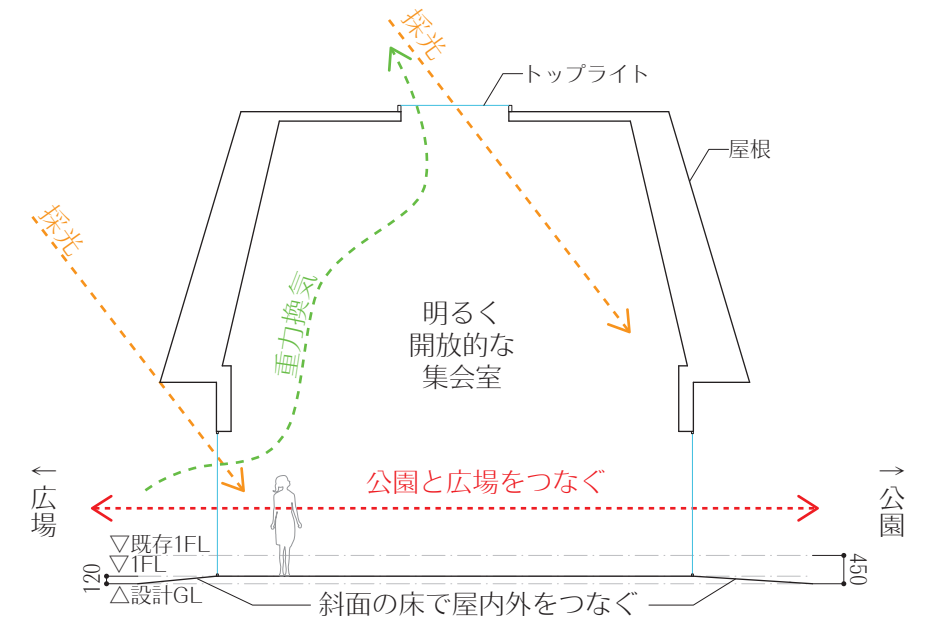 採光
トップライト
屋根
採光
重力換気
明るく
開放的な
集会室
公園と広場をつなぐ
←広場
→公園
▽既存1FL
▽1FL
△設計GL
120
450
斜面の床で屋内外をつなぐ